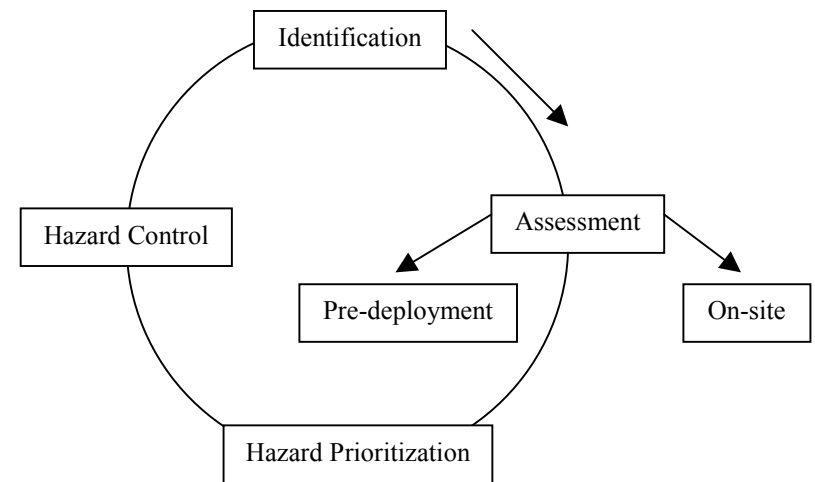 Identification
Assessment
Hazard Control
Pre-deployment
On-site
Hazard Prioritization